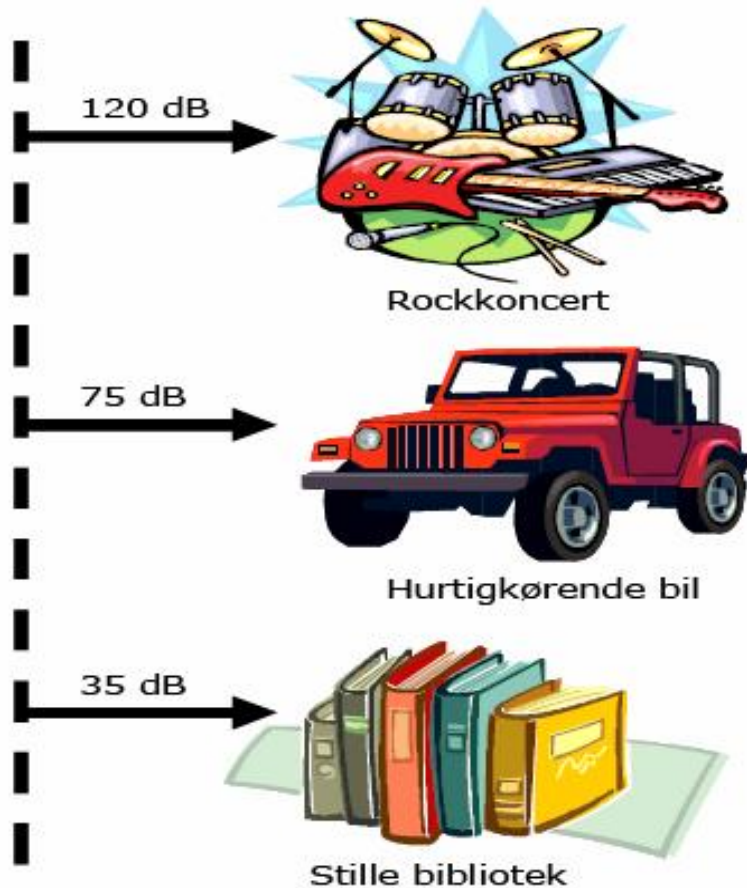 120 dB
Rockkoncert
75 dB
Hurtigkørende bil
35 dB
Stille bibliotek